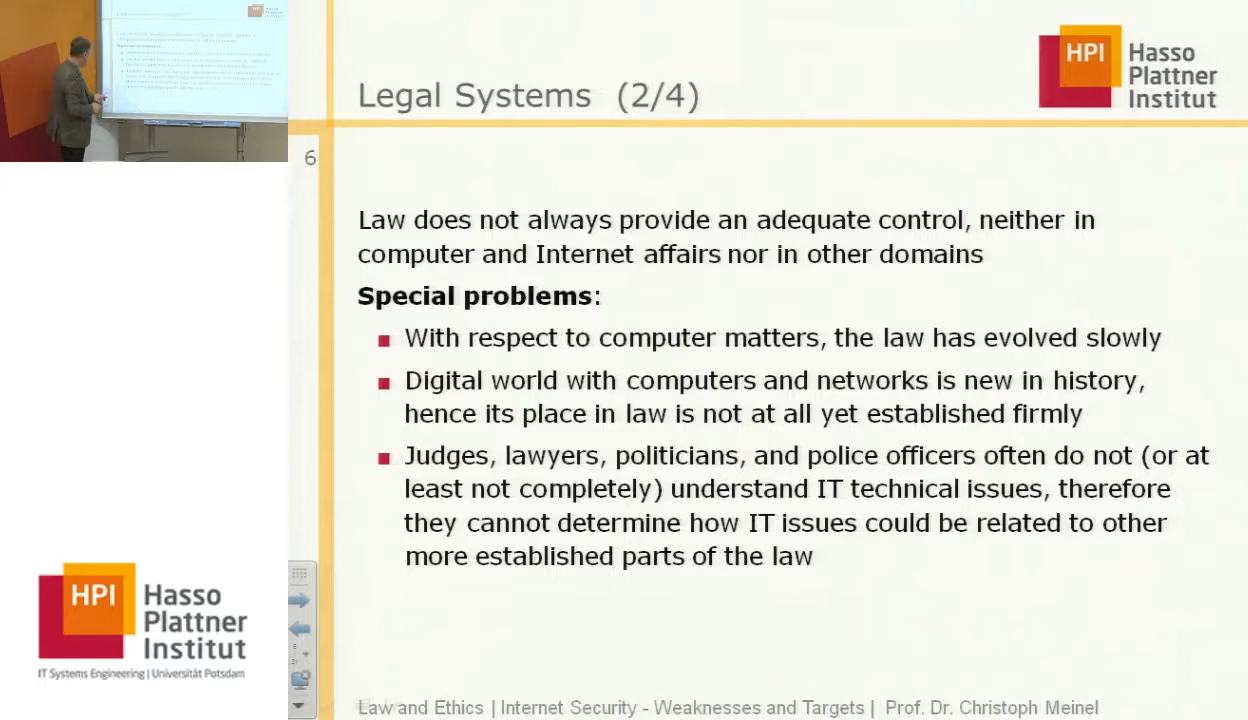 Legal Systems (2/4)
HPI
Hasso
Plattner
Institut
6
Law does not always provide an adequate control, neither in
computer and Internet affairs nor in other domains
Special problems:
With respect to computer matters, the law has evolved slowly
Digital world with computers and networks is new in history,
hence its place in law is not at all yet established firmly
Judges, lawyers, politicians, and police officers often do not (or at
least not completely) understand IT technical issues, therefore
they cannot determine how IT issues could be related to other
more established parts of the law
HPI
Hasso
Plattner
Institut
IT Systems Engineering | Universität Potsdam
Law and Ethics | Internet Security - Weaknesses and Targets | Prof. Dr. Christoph Meinel